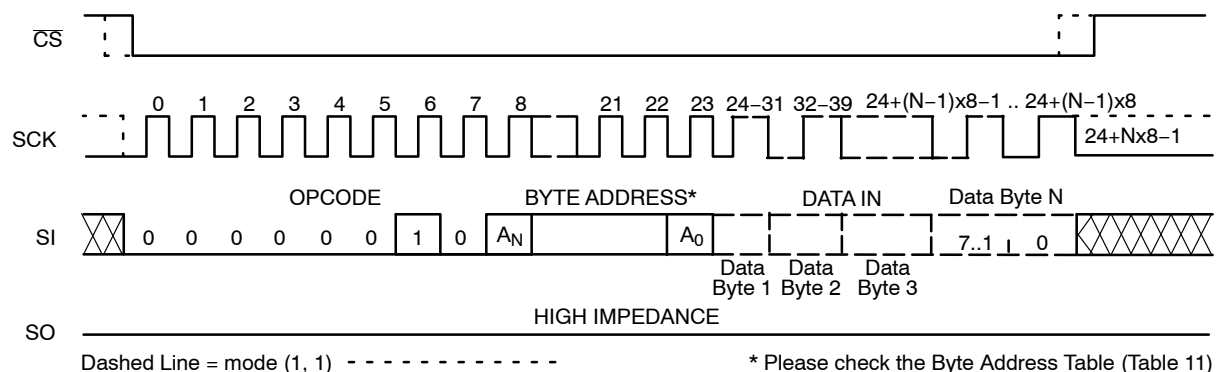 CS
0 1 2 3 4 5 6 7 8 21 22 23 24–31 32–39 24+(N–1)x8–1 .. 24+(N–1)x8
SCK
24+Nx8–1
OPCODE BYTE ADDRESS* DATA IN Data Byte N
SI
0 0 0 0 0 0 1 0 AN A0 7..1 0
Data Byte 1 Data Byte 2 Data Byte 3
HIGH IMPEDANCE
SO
Dashed Line = mode (1, 1) * Please check the Byte Address Table (Table 11)